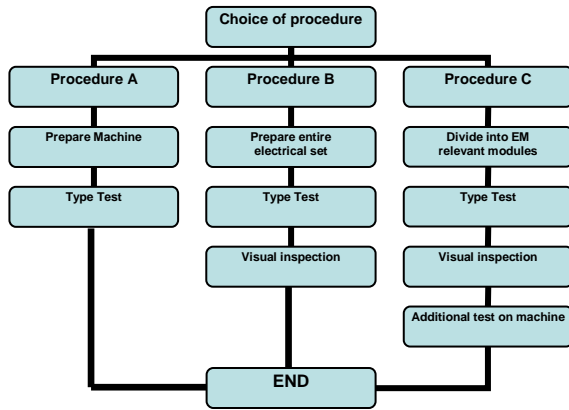 Choice of procedure
Procedure A
Procedure B
Procedure C
Prepare Machine
Prepare entire
electrical set
Divide into EM
relevant modules
Type Test
Type Test
Type Test
Visual inspection
Visual inspection
Additional test on machine
END